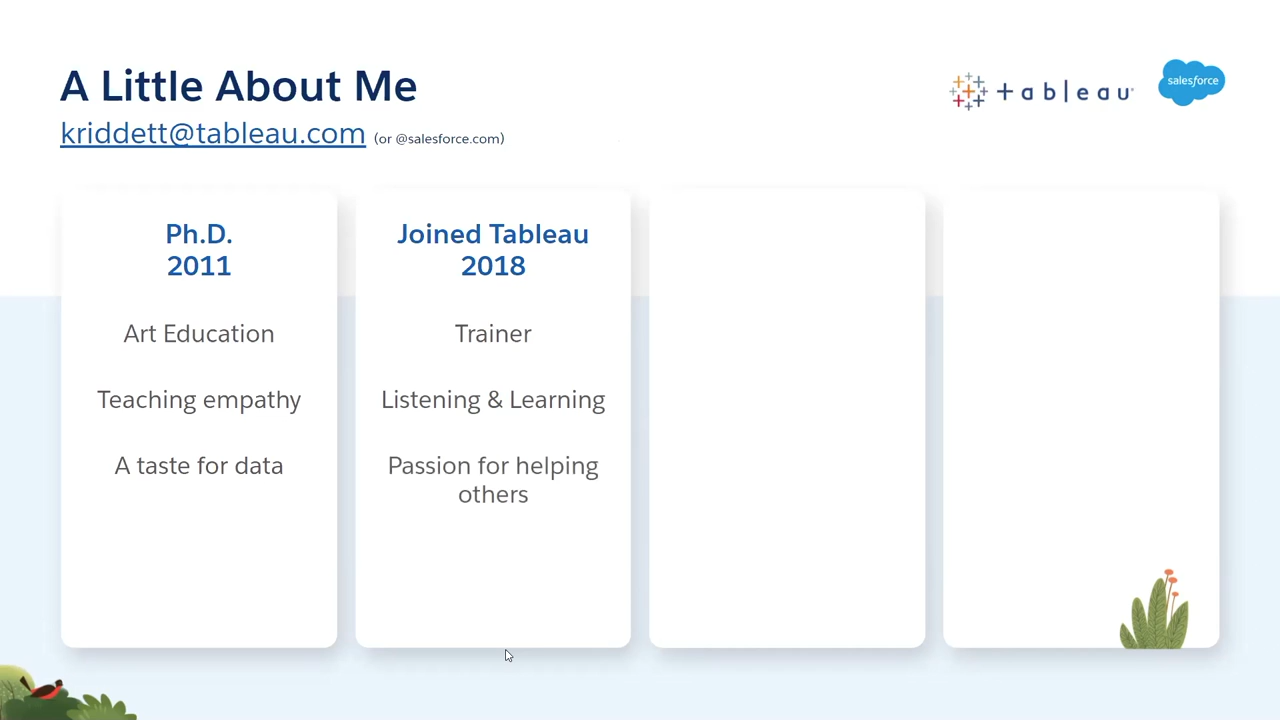 A Little About Me
kriddett@tableau.com (or @salesforce.com)
+ableau
salesforce
Ph.D.
2011
Art Education
Teaching empathy
A taste for data
Joined Tableau
2018
Trainer
Listening & Learning
Passion for helping
others